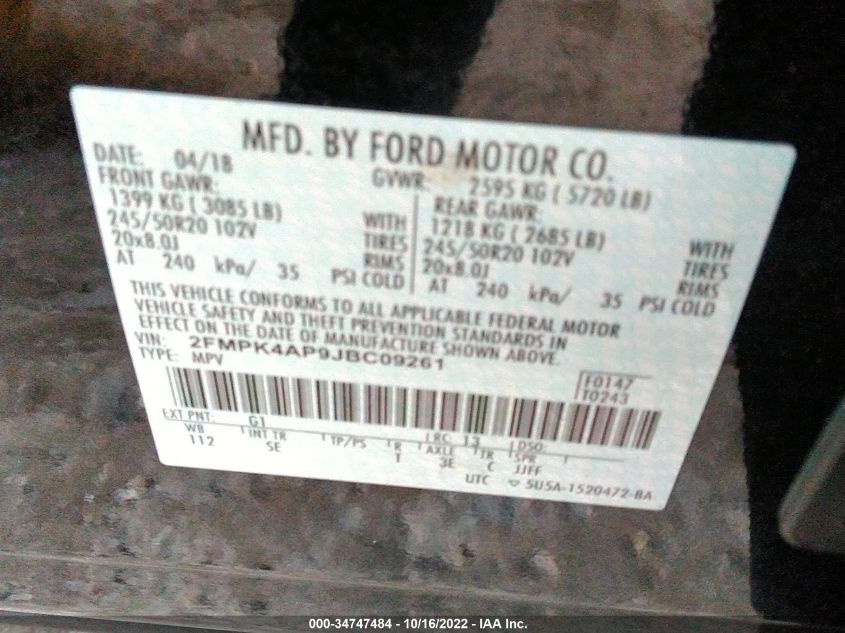 MFD. BY FORD MOTOR CO.
DATE: 04/18 GVWR: 2595 KG ( 5720 LB)
FRONT GAWR: REAR GAWR:
1399 KG ( 3085 LB) WITH 1218 KG ( 2685 LB) WITH
245/50R20 102V TIRES 245/50R20 102V TIRES
20x8.0J RIMS 20x8.0J RIMS
AT 240 kPa/ 35 PSI COLD AT 240 kPa/ 35 PSI COLD
THIS VEHICLE CONFORMS TO ALL APPLICABLE FEDERAL MOTOR
VEHICLE SAFETY AND THEFT PREVENTION STANDARDS IN
EFFECT ON THE DATE OF MANUFACTURE SHOWN ABOVE.
VIN: 2FMPK4AP9JBC09261
TYPE: MPV
F0147
T0243
EXT PNT: G1 RC: 13 DSO:
WB INT TR TP/PS R AXLE TR SPR
112 SE T 3E C JJFF
UTC ▽ 5U5A-1520472-BA
000-34747484 - 10/16/2022 - IAA Inc.